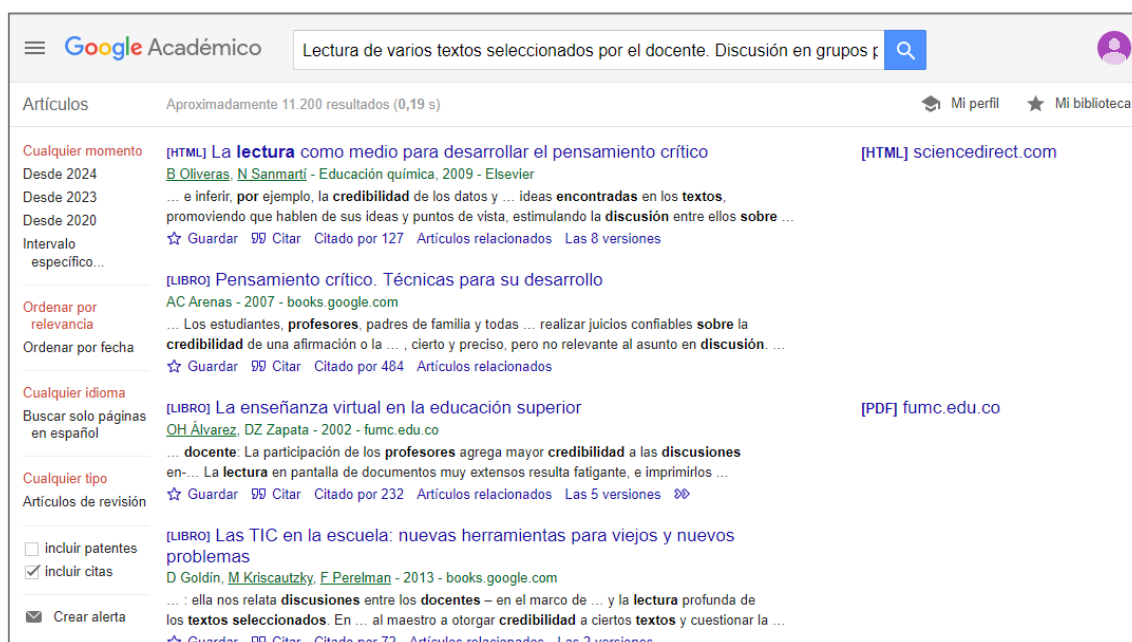 Google Académico
Lectura de varios textos seleccionados por el docente. Discusión en grupos p
Artículos
Aproximadamente 11.200 resultados (0,19 s)
Mi perfil
Mi biblioteca
Cualquier momento
Desde 2024
Desde 2023
Desde 2020
Intervalo
específico...
Ordenar por
relevancia
Ordenar por fecha
Cualquier idioma
Buscar solo páginas
en español
Cualquier tipo
Artículos de revisión
incluir patentes
incluir citas
Crear alerta
[HTML] La lectura como medio para desarrollar el pensamiento crítico
B Oliveras, N Sanmartí - Educación química, 2009 - Elsevier
… e inferir, por ejemplo, la credibilidad de los datos y … ideas encontradas en los textos,
promoviendo que hablen de sus ideas y puntos de vista, estimulando la discusión entre ellos sobre …
Guardar Citar Citado por 127 Artículos relacionados Las 8 versiones
[HTML] sciencedirect.com
[LIBRO] Pensamiento crítico. Técnicas para su desarrollo
AC Arenas - 2007 - books.google.com
… Los estudiantes, profesores, padres de familia y todas … realizar juicios confiables sobre la
credibilidad de una afirmación o la … , cierto y preciso, pero no relevante al asunto en discusión. …
Guardar Citar Citado por 484 Artículos relacionados
[LIBRO] La enseñanza virtual en la educación superior
OH Álvarez, DZ Zapata - 2002 - fumc.edu.co
… docente: La participación de los profesores agrega mayor credibilidad a las discusiones
en-… La lectura en pantalla de documentos muy extensos resulta fatigante, e imprimirlos …
Guardar Citar Citado por 232 Artículos relacionados Las 5 versiones
[PDF] fumc.edu.co
[LIBRO] Las TIC en la escuela: nuevas herramientas para viejos y nuevos
problemas
D Goldín, M Kriscautzky, F Perelman - 2013 - books.google.com
… : ella nos relata discusiones entre los docentes – en el marco de … y la lectura profunda de
los textos seleccionados. En … al maestro a otorgar credibilidad a ciertos textos y cuestionar la …
Guardar Citar Citado por 72 Artículos relacionados Las 2 versiones